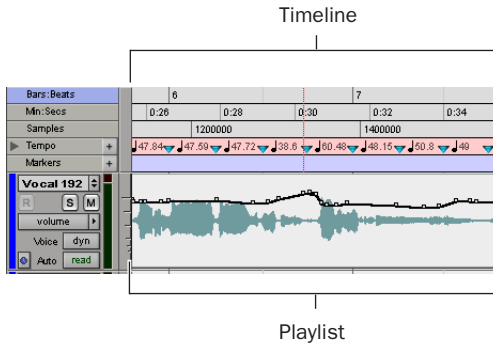 Timeline
Bars:Beats 6 7
Min:Secs 0:26 0:28 0:30 0:32 0:34
Samples 1200000 1400000
Tempo + 47.84 47.59 47.72 38.6 60.48 48.15 50.8 49
Markers +
Vocal 192
R S M
volume
Voice dyn
Auto read
Playlist